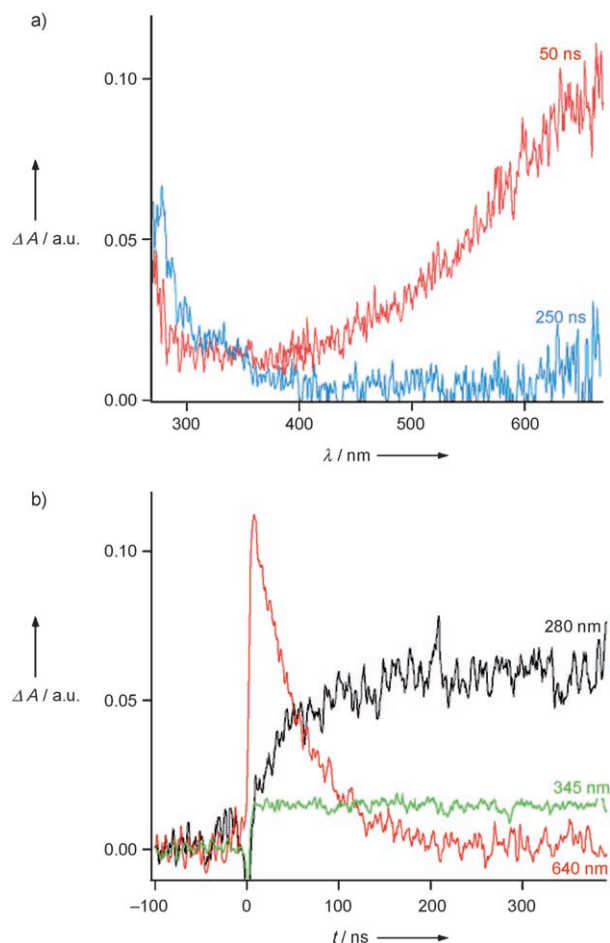 a)
50 ns
0.10
ΔA / a.u.
0.05
250 ns
0.00
300 400 500 600
λ / nm
b)
0.10
280 nm
ΔA / a.u.
0.05
345 nm
0.00
640 nm
–100 0 100 200 300
t / ns